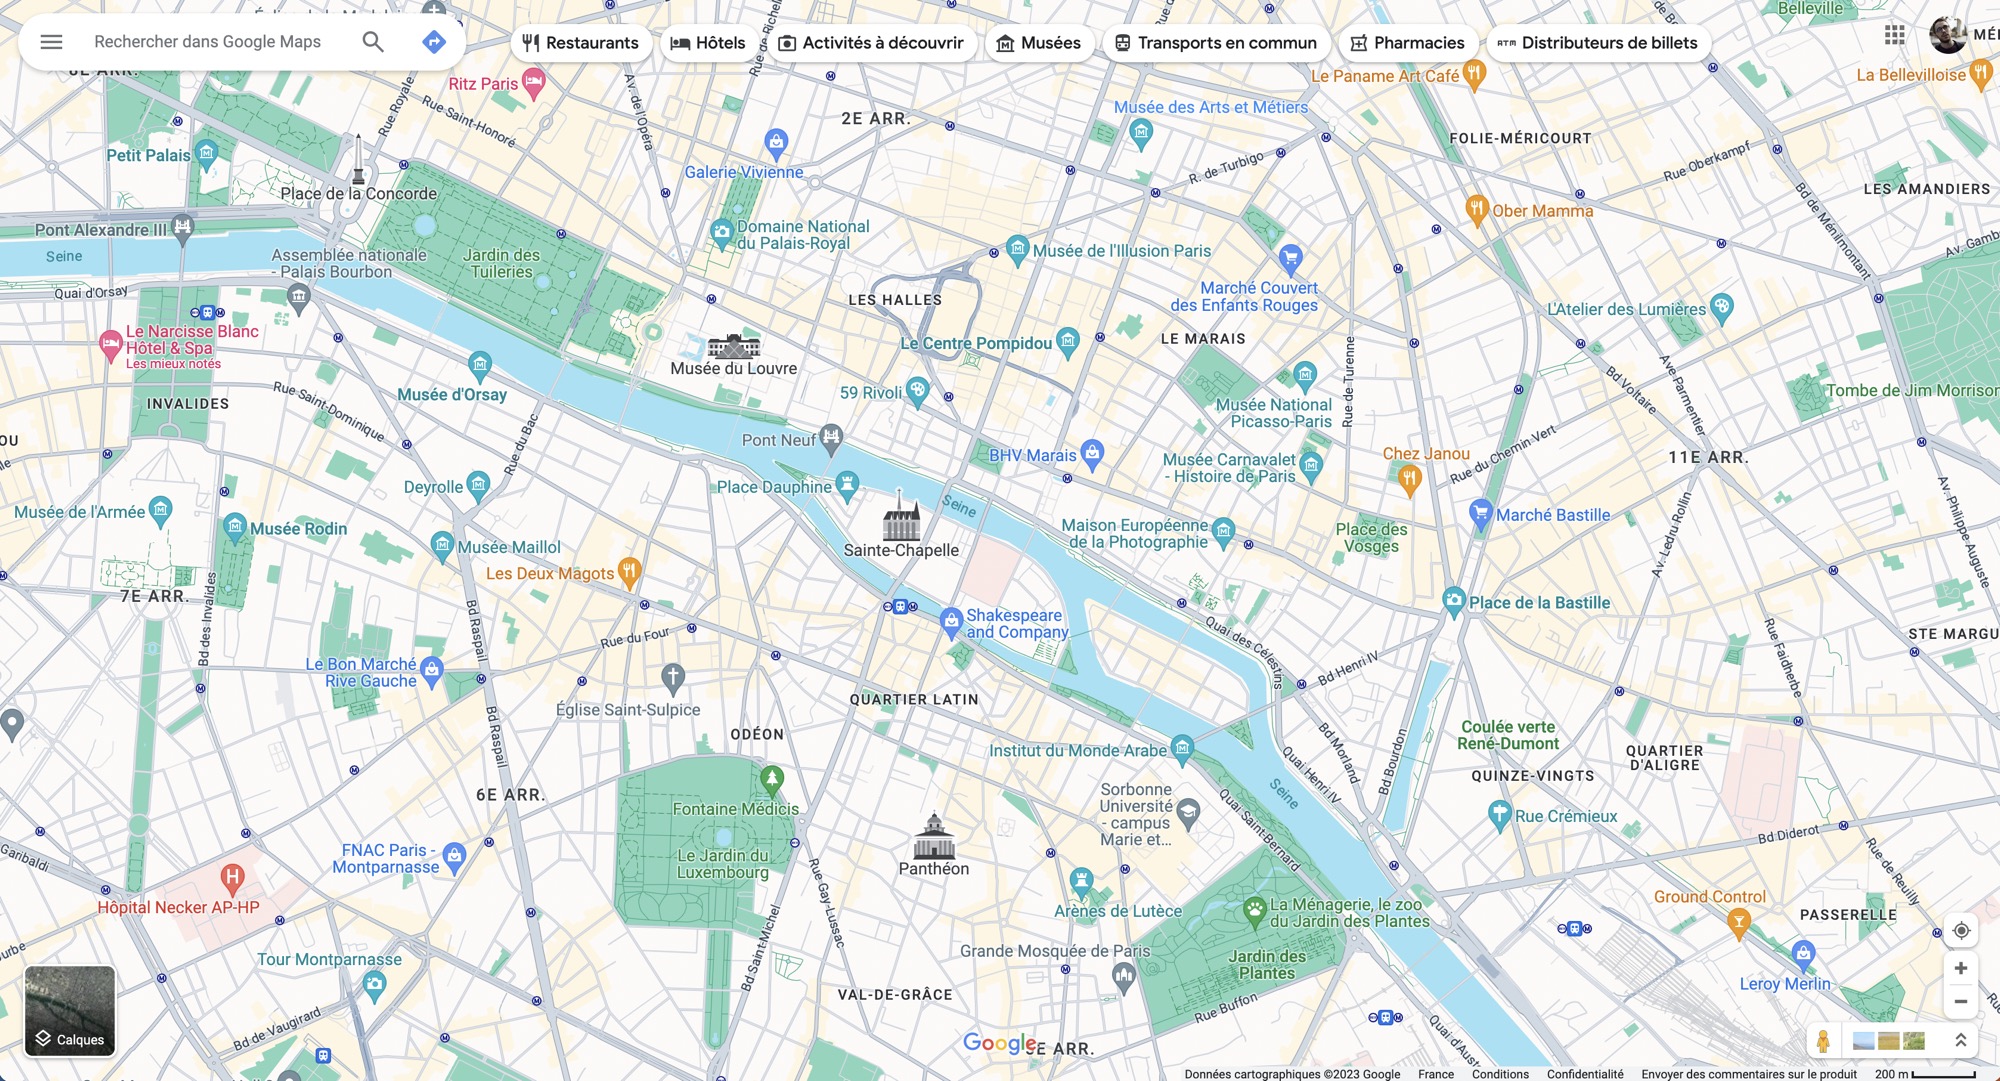 Rechercher dans Google Maps
Restaurants
Hôtels
Activités à découvrir
Musées
Transports en commun
Pharmacies
Distributeurs de billets
Belleville
8E ARR.
Rue Royale
Ritz Paris
Rue Saint-Honoré
Av. de l'Opéra
2E ARR.
Musée des Arts et Métiers
Le Paname Art Café
La Bellevilloise
FOLIE-MÉRICOURT
Rue Oberkampf
LES AMANDIERS
Bd de Ménilmontant
Petit Palais
Place de la Concorde
Galerie Vivienne
R. de Turbigo
Ober Mamma
Pont Alexandre III
Seine
Assemblée nationale
- Palais Bourbon
Jardin des
Tuileries
Domaine National
du Palais-Royal
Musée de l'Illusion Paris
Marché Couvert
des Enfants Rouges
L'Atelier des Lumières
Quai d'Orsay
LES HALLES
Le Narcisse Blanc
Hôtel & Spa
Les mieux notés
Le Centre Pompidou
LE MARAIS
Rue de Turenne
Musée du Louvre
Musée d'Orsay
INVALIDES
Rue Saint-Dominique
59 Rivoli
Musée National
Picasso-Paris
Bd Voltaire
Ave Parmentier
Tombe de Jim Morrison
Rue du Bac
Pont Neuf
BHV Marais
Musée Carnavalet
- Histoire de Paris
Chez Janou
Rue du Chemin Vert
11E ARR.
Deyrolle
Place Dauphine
Seine
Musée de l'Armée
Musée Rodin
Musée Maillol
Sainte-Chapelle
Maison Européenne
de la Photographie
Place des
Vosges
Marché Bastille
Av. Ledru Rollin
Av. Philippe Auguste
Les Deux Magots
7E ARR.
Bd des Invalides
Bd Raspail
Rue du Four
Shakespeare
and Company
Quai des Célestins
Place de la Bastille
STE MARGU
Le Bon Marché
Rive Gauche
Bd Henri IV
Rue Faidherbe
Église Saint-Sulpice
QUARTIER LATIN
ODÉON
Bd Raspail
Institut du Monde Arabe
Bd Morland
Bd Bourdon
Coulée verte
René-Dumont
QUINZE-VINGTS
QUARTIER
D'ALIGRE
6E ARR.
Fontaine Médicis
Le Jardin du
Luxembourg
Sorbonne
Université
- campus
Marie et...
Quai Henri IV
Seine
Quai Saint-Bernard
Rue Crémieux
Bd Diderot
Rue de Reuilly
Garibaldi
FNAC Paris -
Montparnasse
Panthéon
Rue Gay-Lussac
Hôpital Necker AP-HP
Arènes de Lutèce
La Ménagerie, le zoo
du Jardin des Plantes
Ground Control
PASSERELLE
Bd Saint-Michel
Grande Mosquée de Paris
Jardin des
Plantes
Tour Montparnasse
VAL-DE-GRÂCE
Rue Buffon
Leroy Merlin
Bd de Vaugirard
Calques
Google
5E ARR.
Quai d'Aust
Données cartographiques ©2023 Google
France
Conditions
Confidentialité
Envoyer des commentaires sur le produit
200 m